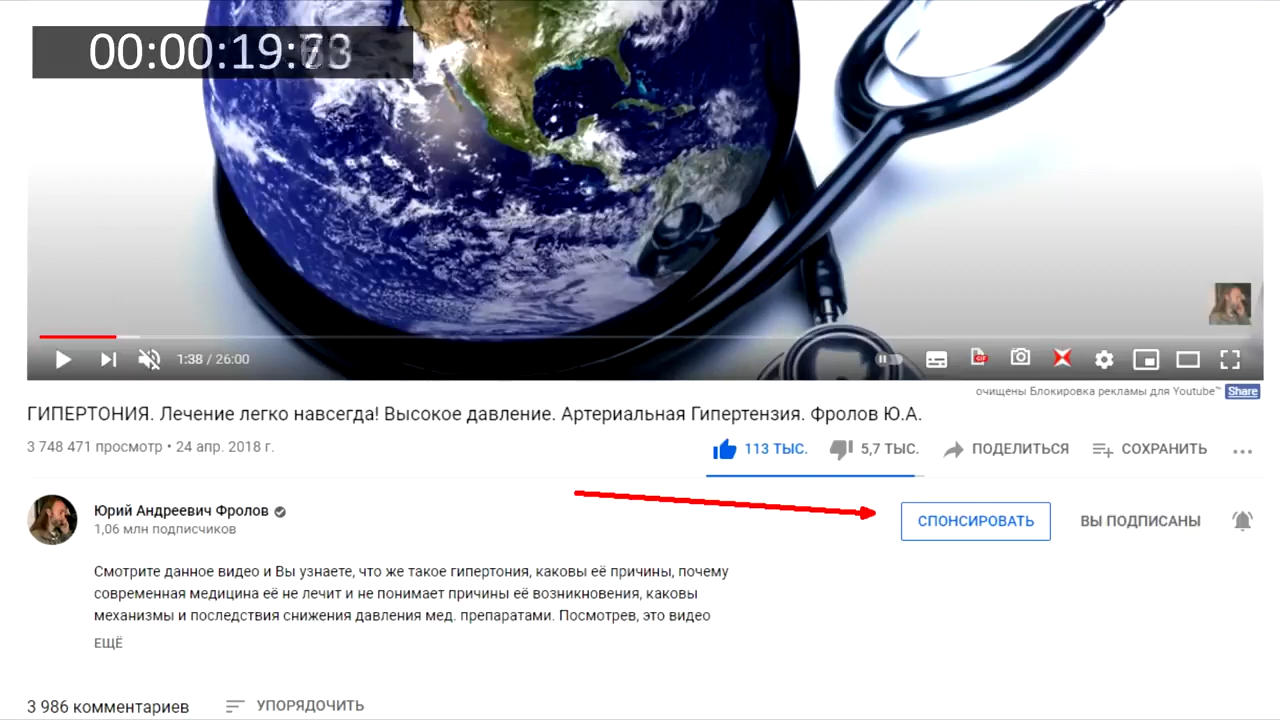 00:00:19:
1:38 / 26:00
GIF
очищены Блокировка рекламы для Youtube™ Share
ГИПЕРТОНИЯ. Лечение легко навсегда! Высокое давление. Артериальная Гипертензия. Фролов Ю.А.
3 748 471 просмотр • 24 апр. 2018 г.
113 ТЫС. 5,7 ТЫС. ПОДЕЛИТЬСЯ СОХРАНИТЬ
Юрий Андреевич Фролов
1,06 млн подписчиков
СПОНСИРОВАТЬ ВЫ ПОДПИСАНЫ
Смотрите данное видео и Вы узнаете, что же такое гипертония, каковы её причины, почему
современная медицина её не лечит и не понимает причины её возникновения, каковы
механизмы и последствия снижения давления мед. препаратами. Посмотрев, это видео
ЕЩЁ
3 986 комментариев УПОРЯДОЧИТЬ